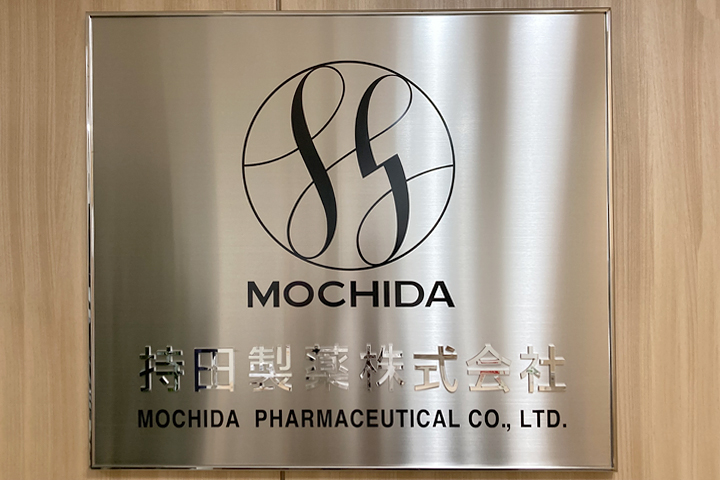 MOCHIDA
持田製薬株式会社
MOCHIDA PHARMACEUTICAL CO., LTD.